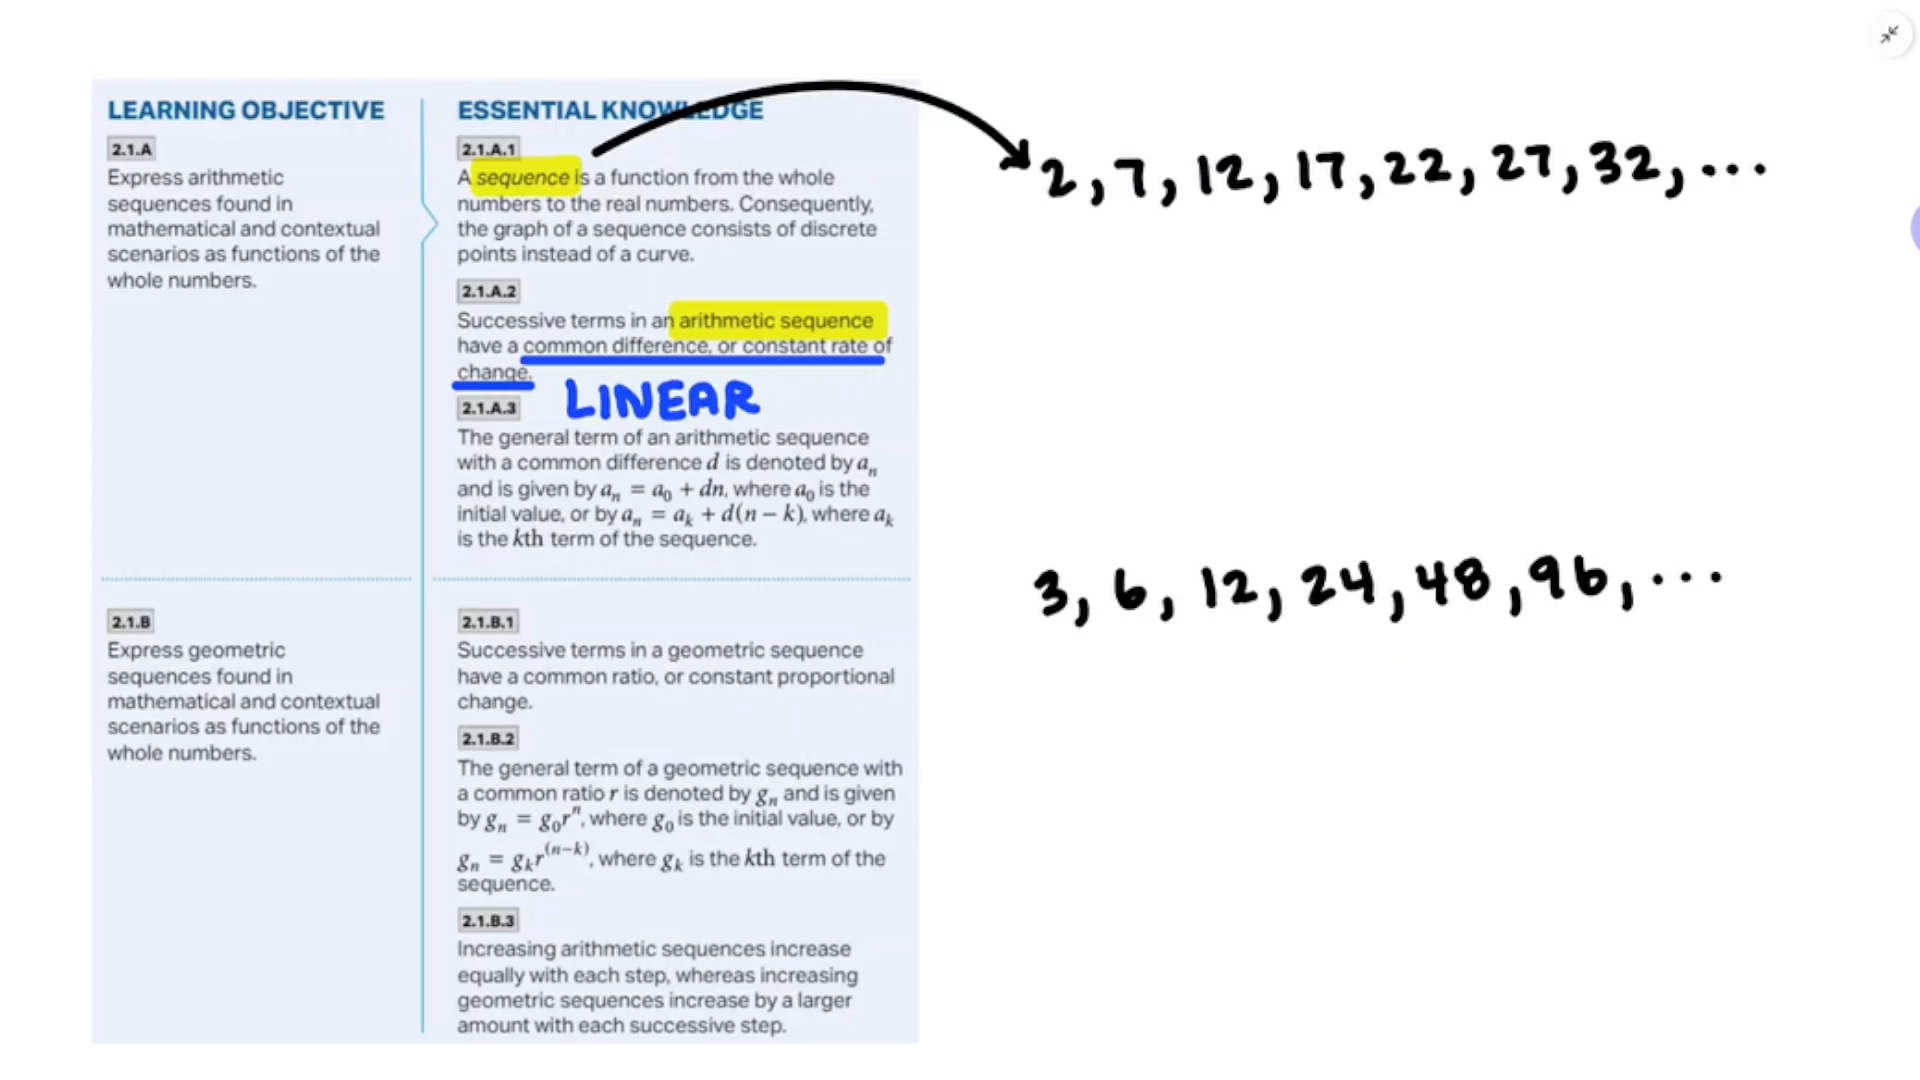 LEARNING OBJECTIVE
2.1.A
Express arithmetic
sequences found in
mathematical and contextual
scenarios as functions of the
whole numbers.
ESSENTIAL KNOWLEDGE
2.1.A.1
A sequence is a function from the whole
numbers to the real numbers. Consequently,
the graph of a sequence consists of discrete
points instead of a curve.
2.1.A.2
Successive terms in an arithmetic sequence
have a common difference, or constant rate of
change.
LINEAR
2.1.A.3
The general term of an arithmetic sequence
with a common difference d is denoted by aₙ
and is given by aₙ = a₀ + dn, where a₀ is the
initial value, or by aₙ = aₖ + d(n − k), where aₖ
is the kth term of the sequence.
2.1.B
Express geometric
sequences found in
mathematical and contextual
scenarios as functions of the
whole numbers.
2.1.B.1
Successive terms in a geometric sequence
have a common ratio, or constant proportional
change.
2.1.B.2
The general term of a geometric sequence with
a common ratio r is denoted by gₙ and is given
by gₙ = g₀rⁿ, where g₀ is the initial value, or by
gₙ = gₖr⁽ⁿ⁻ᵏ⁾, where gₖ is the kth term of the
sequence.
2.1.B.3
Increasing arithmetic sequences increase
equally with each step, whereas increasing
geometric sequences increase by a larger
amount with each successive step.
2, 7, 12, 17, 22, 27, 32, ...
3, 6, 12, 24, 48, 96, ...